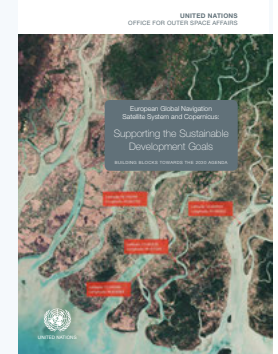 UNITED NATIONS
OFFICE FOR OUTER SPACE AFFAIRS
European Global Navigation
Satellite System and Copernicus:
Supporting the Sustainable
Development Goals
BUILDING BLOCKS TOWARDS THE 2030 AGENDA
UNITED NATIONS